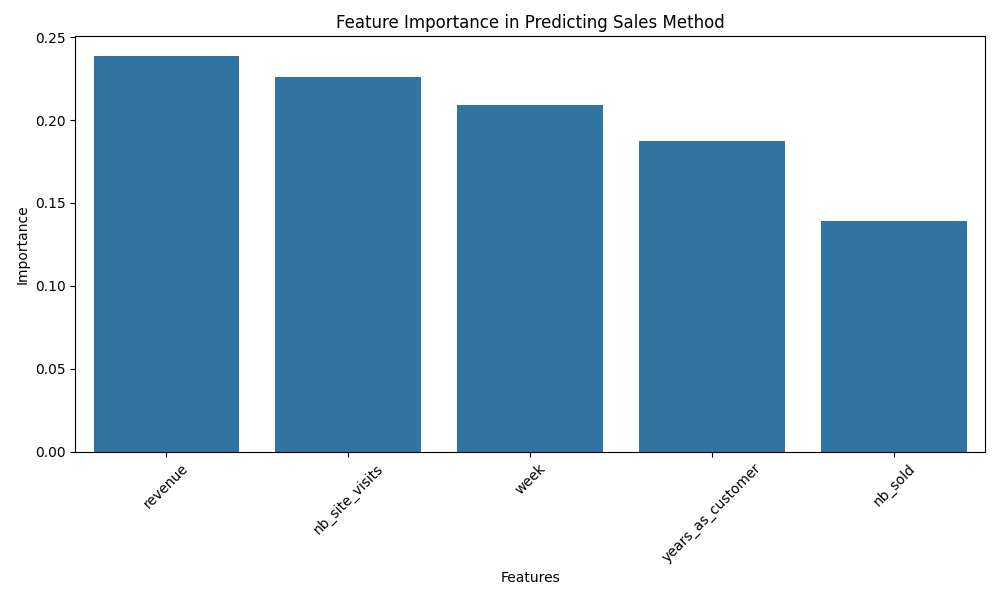 Feature Importance in Predicting Sales Method
Importance
0.25
0.20
0.15
0.10
0.05
0.00
revenue
nb_site_visits
week
years_as_customer
nb_sold
Features